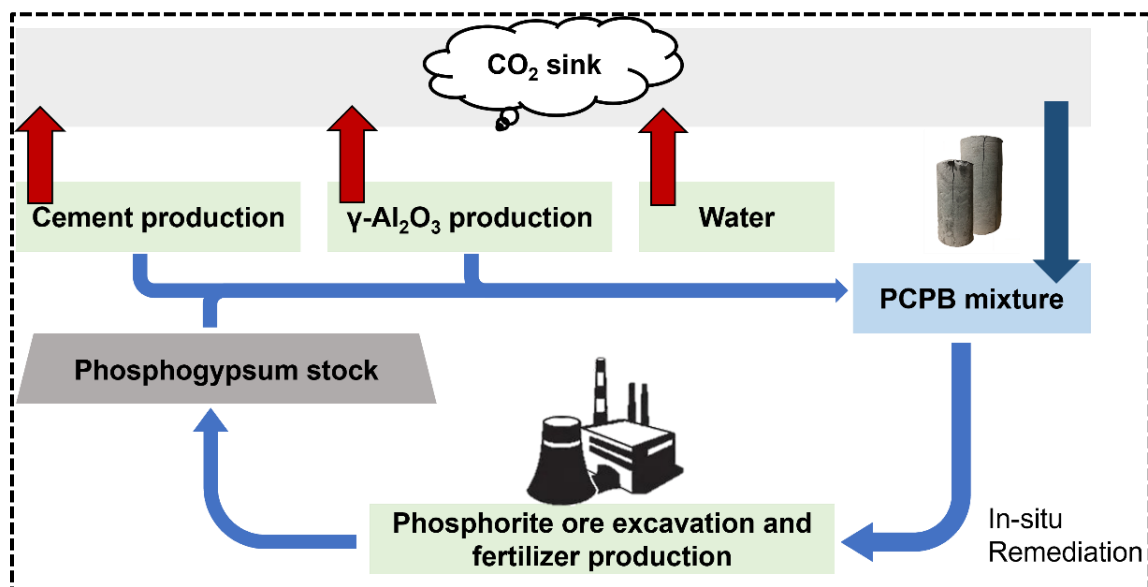 CO₂ sink
Cement production
γ-Al₂O₃ production
Water
PCPB mixture
Phosphogypsum stock
Phosphorite ore excavation and
fertilizer production
In-situ
Remediation